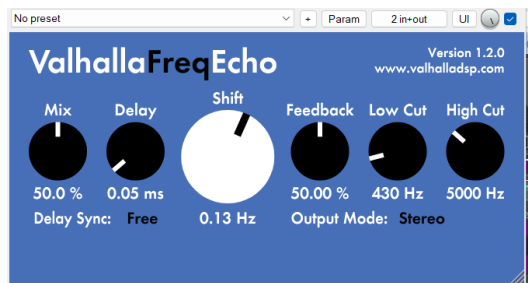 No preset + Param 2 in+out UI
ValhallaFreqEcho
Version 1.2.0
www.valhalladsp.com
Mix Delay Shift Feedback Low Cut High Cut
50.0 % 0.05 ms 0.13 Hz 50.00 % 430 Hz 5000 Hz
Delay Sync: Free Output Mode: Stereo